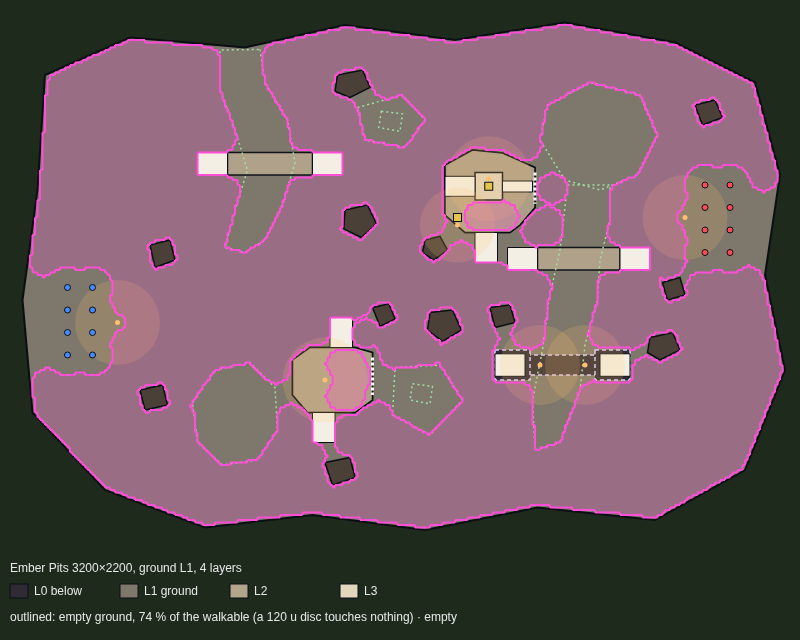 Ember Pits 3200×2200, ground L1, 4 layers
L0 below
L1 ground
L2
L3
outlined: empty ground, 74 % of the walkable (a 120 u disc touches nothing) · empty